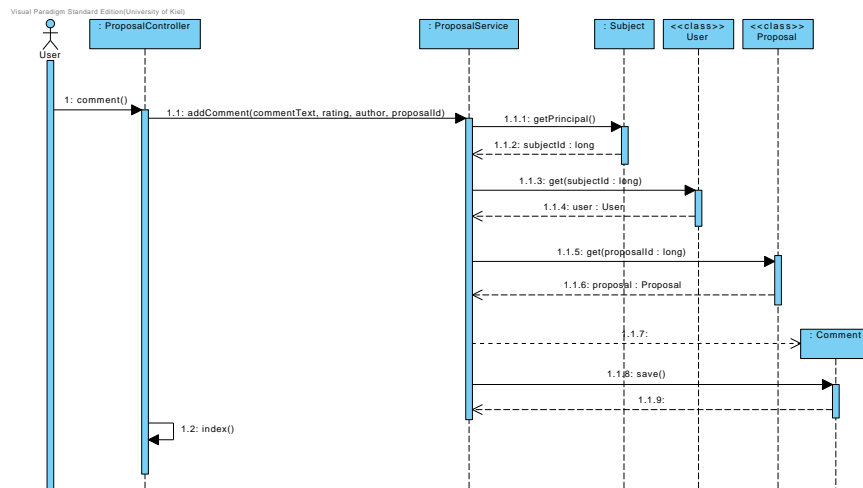 Visual Paradigm Standard Edition(University of Kiel)
: ProposalController
: ProposalService
: Subject
<<class>>
User
<<class>>
Proposal
User
1: comment()
1.1: addComment(commentText, rating, author, proposalId)
1.1.1: getPrincipal()
1.1.2: subjectId : long
1.1.3: get(subjectId : long)
1.1.4: user : User
1.1.5: get(proposalId : long)
1.1.6: proposal : Proposal
1.1.7:
: Comment
1.1.8: save()
1.1.9:
1.2: index()